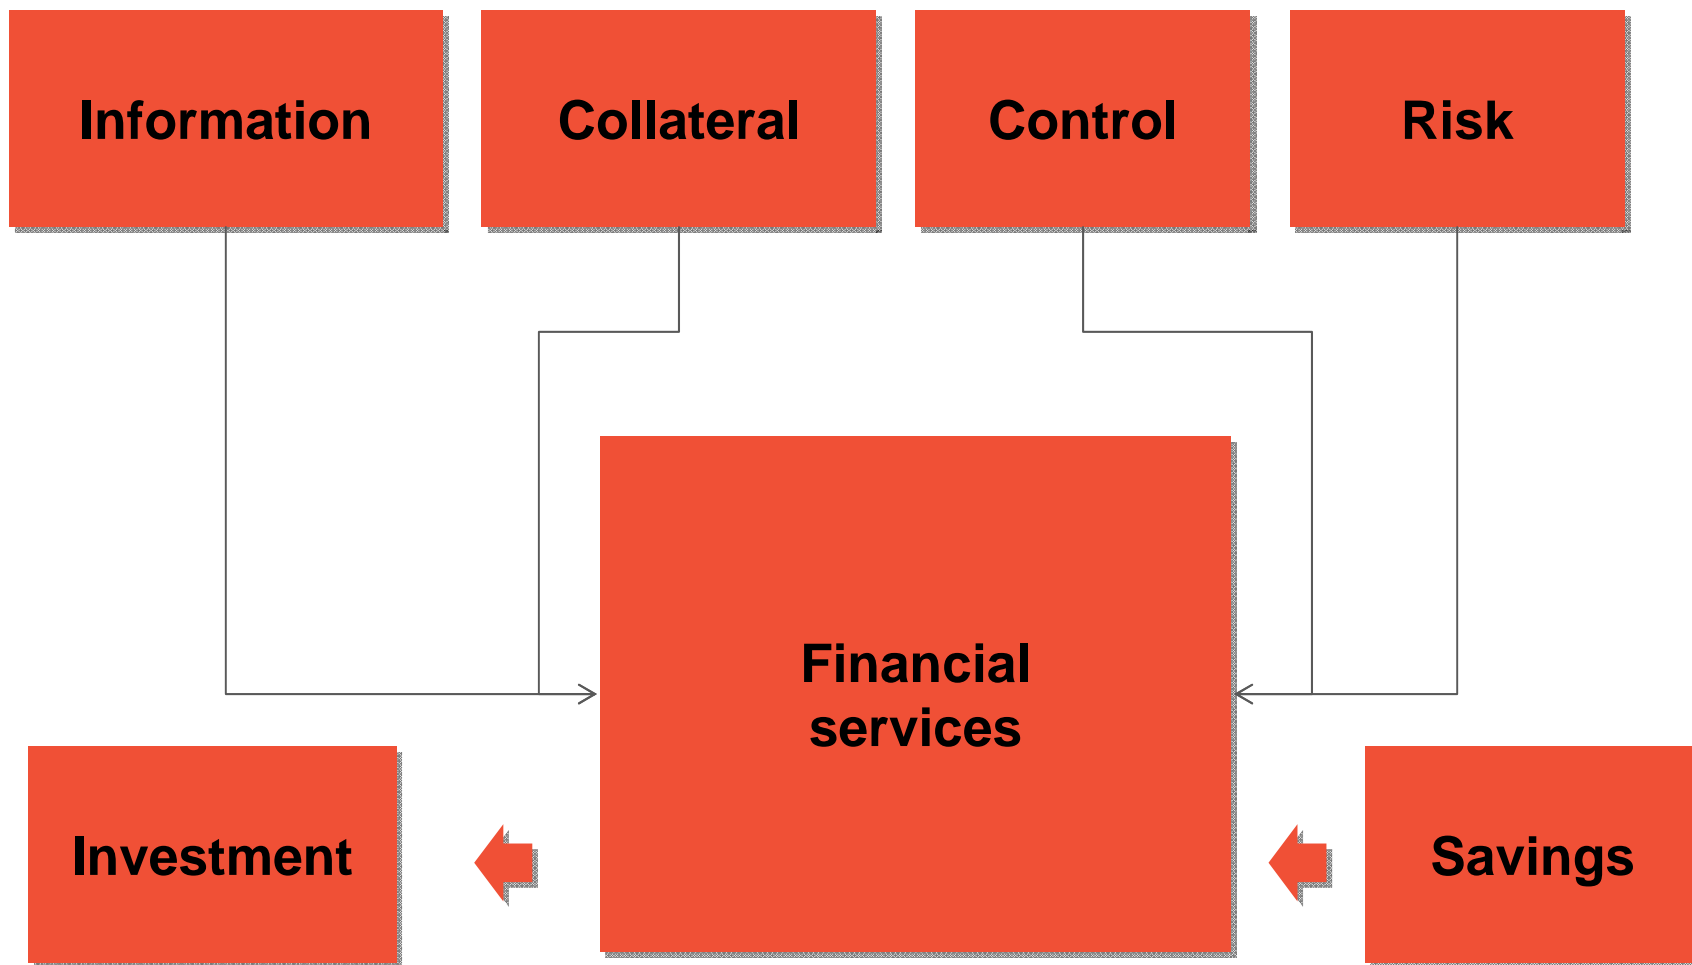 Information
Collateral
Control
Risk
Financial
services
Investment
Savings